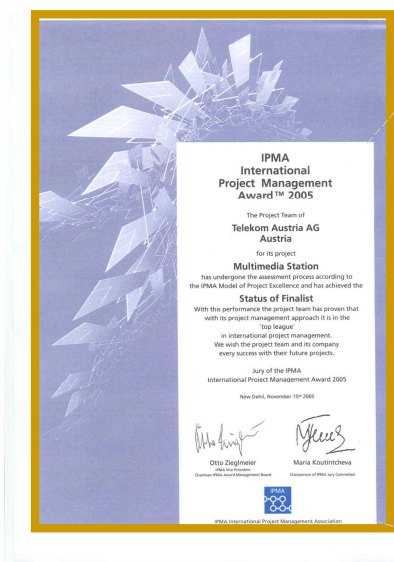 IPMA
International
Project Management
Award™ 2005
The Project Team of
Telekom Austria AG
Austria
for its project
Multimedia Station
has undergone the assessment process according to
the IPMA Model of Project Excellence and has achieved the
Status of Finalist
With this performance the project team has proven that
with its project management approach it is in the
'top league'
in international project management.
We wish the project team and its company
every success with their future projects.
Jury of the IPMA
International Project Management Award 2005
New Dehli, November 15th 2005
Otto Zieglmeier
IPMA Vice President
Chairman IPMA Award Management Board
Maria Koutintcheva
Chairperson of IPMA Jury Committee
IPMA
IPMA International Project Management Association